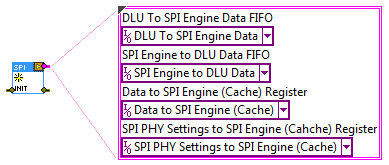 DLU To SPI Engine Data FIFO
DLU To SPI Engine Data
SPI Engine to DLU Data FIFO
SPI Engine to DLU Data
Data to SPI Engine (Cache) Register
Data to SPI Engine (Cache)
SPI PHY Settings to SPI Engine (Cahche) Register
SPI PHY Settings to SPI Engine (Cahche)
SPI
INIT